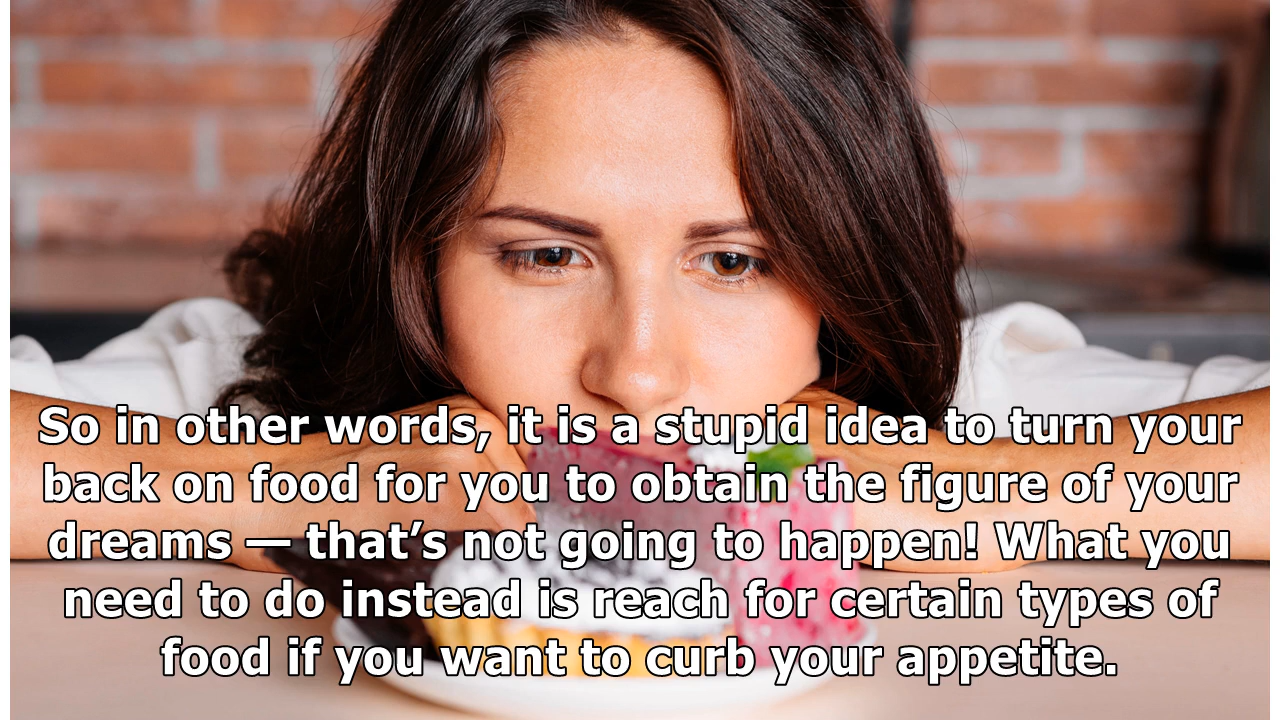 So in other words, it is a stupid idea to turn your
back on food for you to obtain the figure of your
dreams — that’s not going to happen! What you
need to do instead is reach for certain types of
food if you want to curb your appetite.